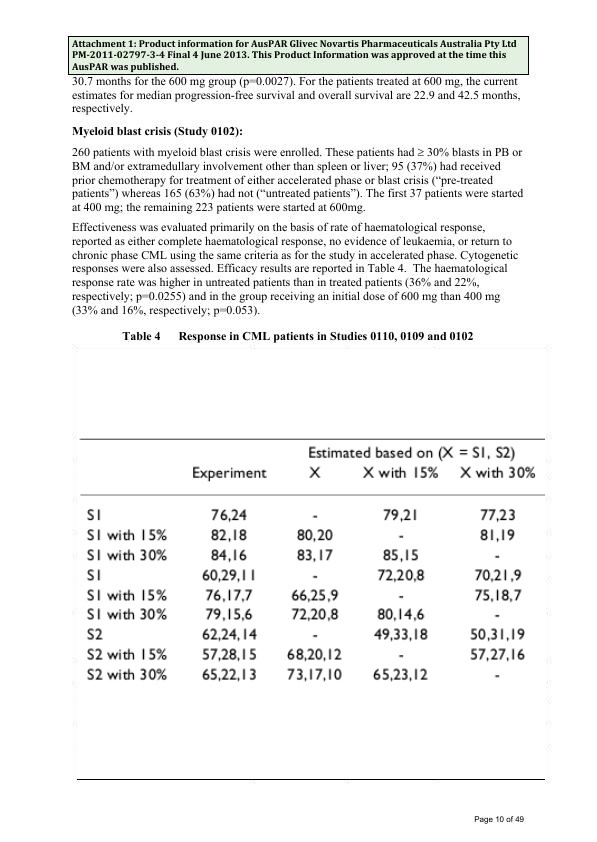 Attachment 1: Product information for AusPAR Glivec Novartis Pharmaceuticals Australia Pty Ltd
PM-2011-02797-3-4 Final 4 June 2013. This Product Information was approved at the time this
AusPAR was published.
30.7 months for the 600 mg group (p=0.0027). For the patients treated at 600 mg, the current
estimates for median progression-free survival and overall survival are 22.9 and 42.5 months,
respectively.
Myeloid blast crisis (Study 0102):
260 patients with myeloid blast crisis were enrolled. These patients had ≥ 30% blasts in PB or
BM and/or extramedullary involvement other than spleen or liver; 95 (37%) had received
prior chemotherapy for treatment of either accelerated phase or blast crisis (“pre-treated
patients”) whereas 165 (63%) had not (“untreated patients”). The first 37 patients were started
at 400 mg; the remaining 223 patients were started at 600mg.
Effectiveness was evaluated primarily on the basis of rate of haematological response,
reported as either complete haematological response, no evidence of leukaemia, or return to
chronic phase CML using the same criteria as for the study in accelerated phase. Cytogenetic
responses were also assessed. Efficacy results are reported in Table 4.  The haematological
response rate was higher in untreated patients than in treated patients (36% and 22%,
respectively; p=0.0255) and in the group receiving an initial dose of 600 mg than 400 mg
(33% and 16%, respectively; p=0.053).
Table 4 Response in CML patients in Studies 0110, 0109 and 0102
Estimated based on (X = S1, S2)
Experiment X X with 15% X with 30%
S1 76,24 - 79,21 77,23
S1 with 15% 82,18 80,20 - 81,19
S1 with 30% 84,16 83,17 85,15 -
S1 60,29,11 - 72,20,8 70,21,9
S1 with 15% 76,17,7 66,25,9 - 75,18,7
S1 with 30% 79,15,6 72,20,8 80,14,6 -
S2 62,24,14 - 49,33,18 50,31,19
S2 with 15% 57,28,15 68,20,12 - 57,27,16
S2 with 30% 65,22,13 73,17,10 65,23,12 -
Page 10 of 49